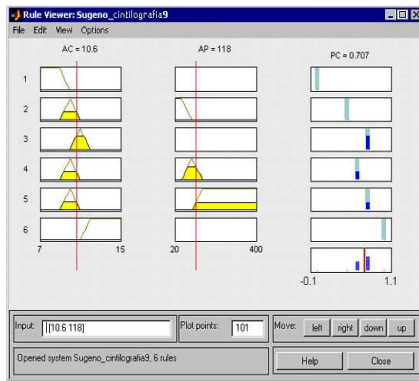 Rule Viewer: Sugeno_cintilografia9
File Edit View Options
AC = 10.6 AP = 118 PC = 0.707
1
2
3
4
5
6
7 15 20 400
-0.1 1.1
Input: [[10.6 118] Plot points: 101 Move: left right down up
Opened system Sugeno_cintilografia9, 6 rules Help Close